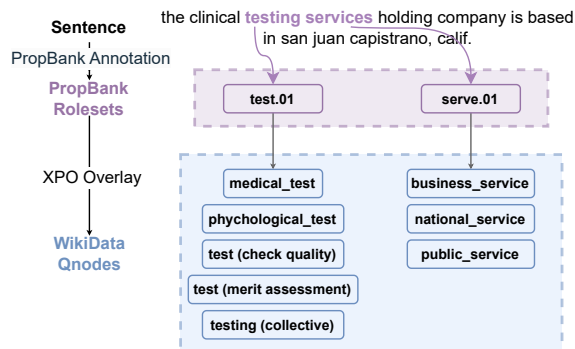 Sentence
the clinical testing services holding company is based
in san juan capistrano, calif.
PropBank Annotation
PropBank
Rolesets
test.01
serve.01
XPO Overlay
WikiData
Qnodes
medical_test
phychological_test
test (check quality)
test (merit assessment)
testing (collective)
business_service
national_service
public_service